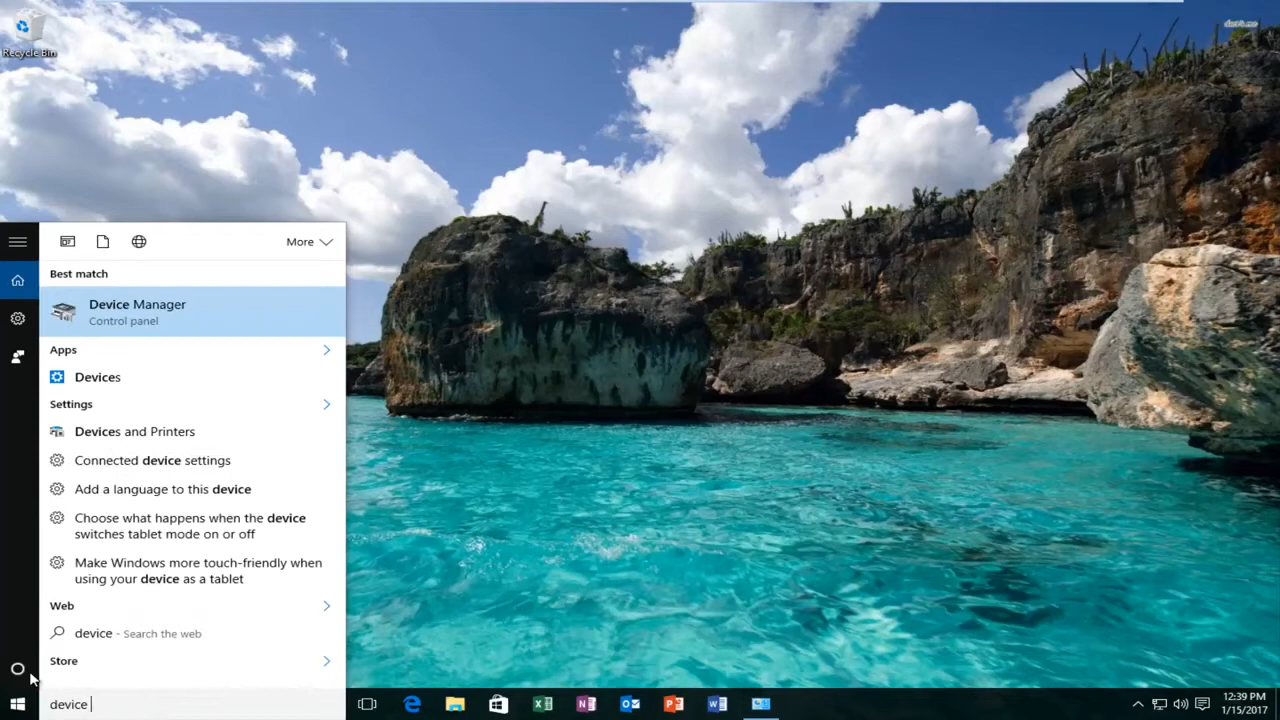 Recycle Bin
More
Best match
Device Manager
Control panel
Apps
Devices
Settings
Devices and Printers
Connected device settings
Add a language to this device
Choose what happens when the device
switches tablet mode on or off
Make Windows more touch-friendly when
using your device as a tablet
Web
device - Search the web
Store
device
12:39 PM
1/15/2017